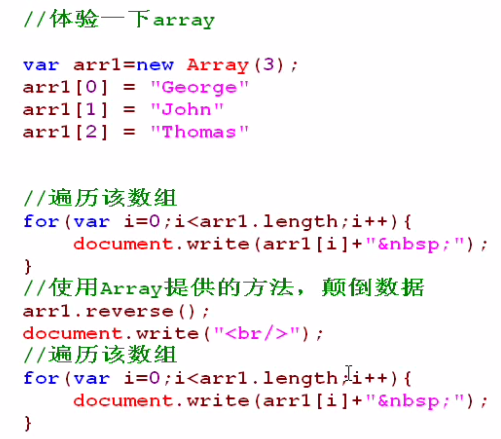 //体验一下array
var arr1=new Array(3);
arr1[0] = "George"
arr1[1] = "John"
arr1[2] = "Thomas"
//遍历该数组
for(var i=0;i<arr1.length;i++){
document.write(arr1[i]+"&nbsp;");
}
//使用Array提供的方法，颠倒数据
arr1.reverse();
document.write("<br/>");
//遍历该数组
for(var i=0;i<arr1.length;i++){
document.write(arr1[i]+"&nbsp;");
}